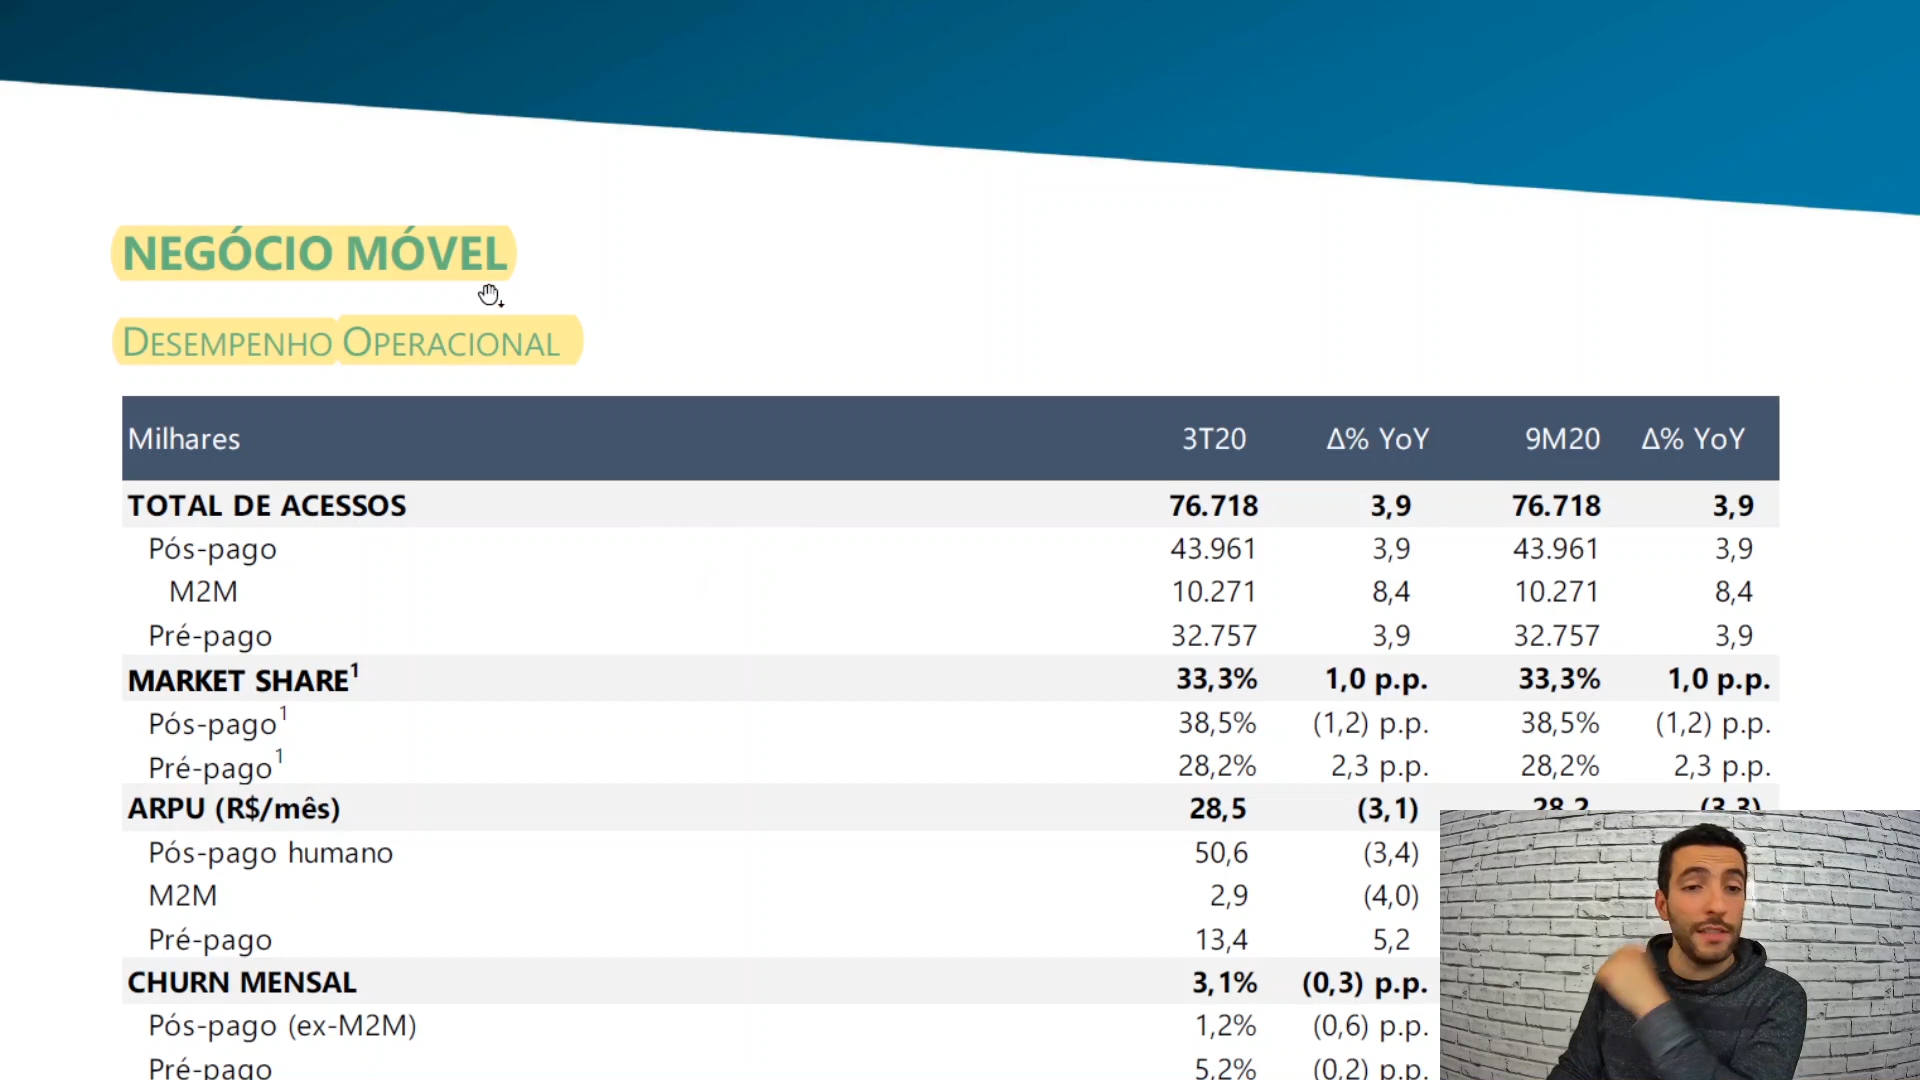 NEGÓCIO MÓVEL
DESEMPENHO OPERACIONAL
Milhares 3T20 Δ% YoY 9M20 Δ% YoY
TOTAL DE ACESSOS 76.718 3,9 76.718 3,9
Pós-pago 43.961 3,9 43.961 3,9
M2M 10.271 8,4 10.271 8,4
Pré-pago 32.757 3,9 32.757 3,9
MARKET SHARE¹ 33,3% 1,0 p.p. 33,3% 1,0 p.p.
Pós-pago¹ 38,5% (1,2) p.p. 38,5% (1,2) p.p.
Pré-pago¹ 28,2% 2,3 p.p. 28,2% 2,3 p.p.
ARPU (R$/mês) 28,5 (3,1) 28,2 (3,3)
Pós-pago humano 50,6 (3,4)
M2M 2,9 (4,0)
Pré-pago 13,4 5,2
CHURN MENSAL 3,1% (0,3) p.p.
Pós-pago (ex-M2M) 1,2% (0,6) p.p.
Pré-pago 5,2% (0,2) p.p.